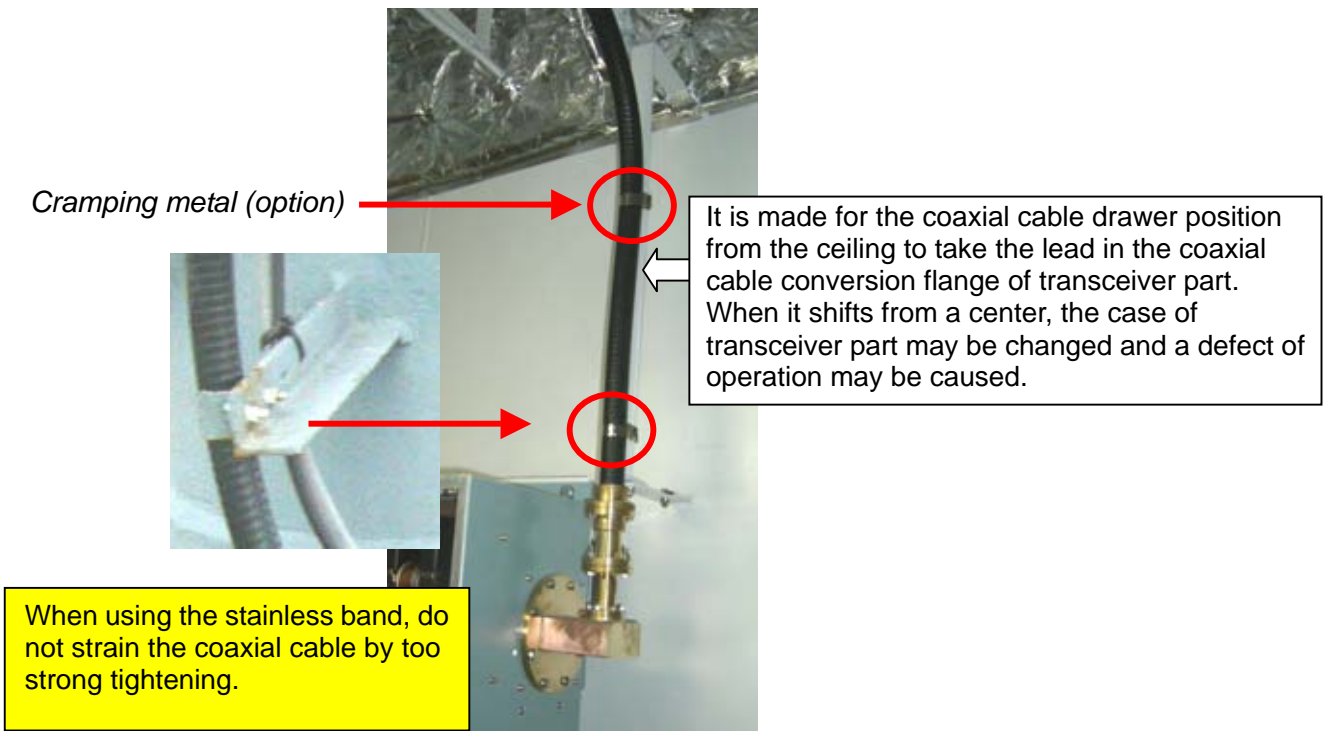 Cramping metal (option)
It is made for the coaxial cable drawer position
from the ceiling to take the lead in the coaxial
cable conversion flange of transceiver part.
When it shifts from a center, the case of
transceiver part may be changed and a defect of
operation may be caused.
When using the stainless band, do
not strain the coaxial cable by too
strong tightening.